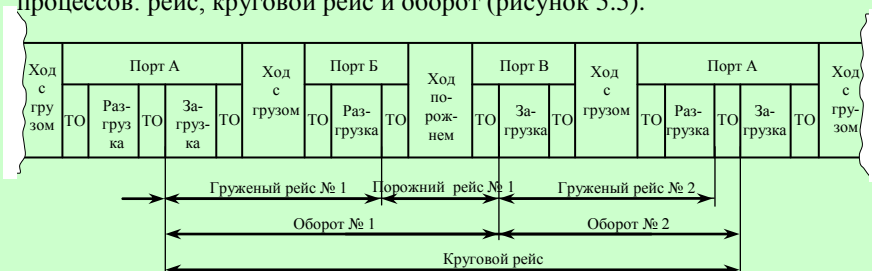 процессов: рейс, круговой рейс и оборот (рисунок 5.5).
Ход с гру зом
Порт А
ТО
Раз- груз ка
ТО
За- груз- ка
ТО
Ход с грузом
Порт Б
ТО
Раз- грузка
ТО
Ход по- рож- нем
Порт В
ТО
За- грузка
ТО
Ход с грузом
Порт А
ТО
Раз- грузка
ТО
За- грузка
ТО
Ход с гру- зом
Груженый рейс № 1
Порожний рейс № 1
Груженый рейс № 2
Оборот № 1
Оборот № 2
Круговой рейс